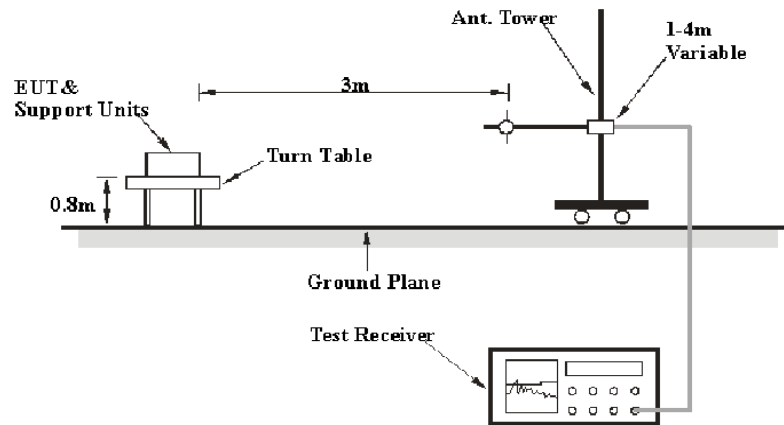 Ant. Tower
1-4m
Variable
EUT &
Support Units
3m
Turn Table
0.8m
Ground Plane
Test Receiver